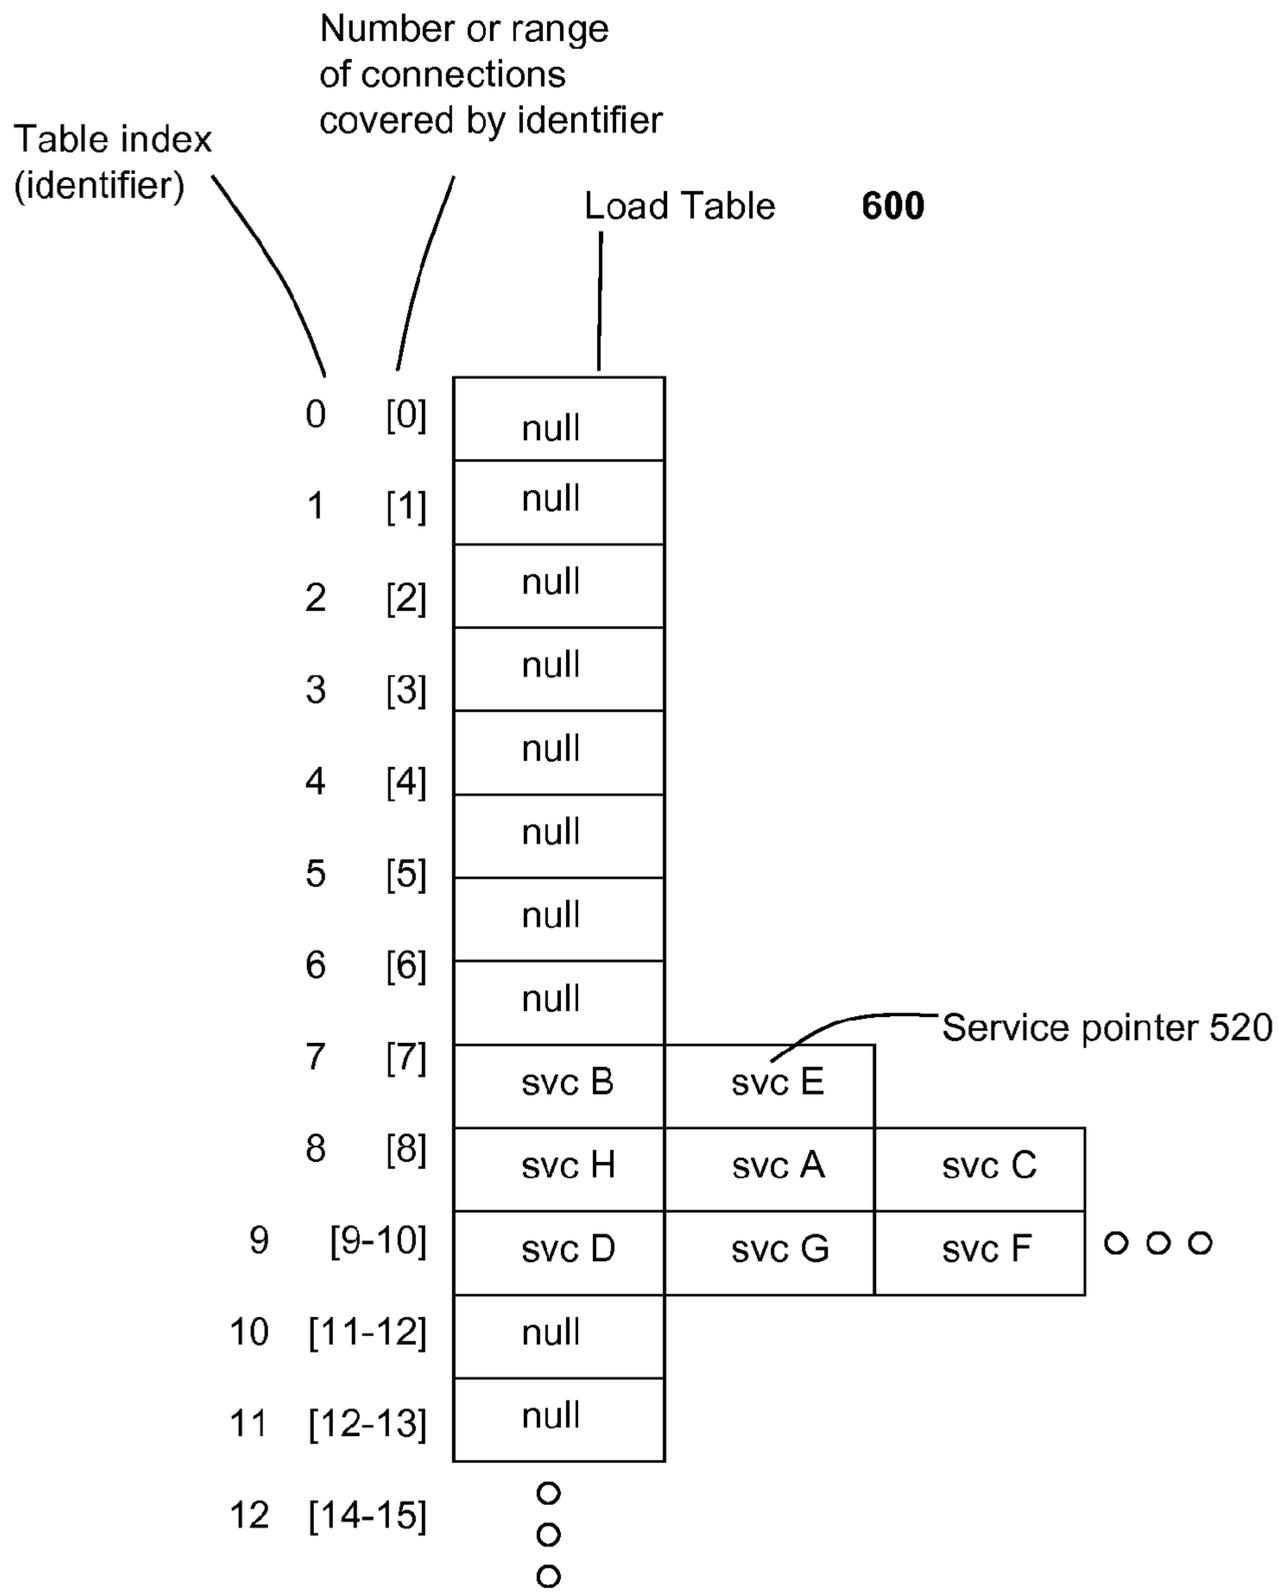 Number or range
of connections
covered by identifier
Table index
(identifier)
Load Table 600
0 [0] null
1 [1] null
2 [2] null
3 [3] null
4 [4] null
5 [5] null
6 [6] null
null
Service pointer 520
7 [7] svc B svc E
8 [8] svc H svc A svc C
9 [9-10] svc D svc G svc F
10 [11-12] null
11 [12-13] null
12 [14-15]